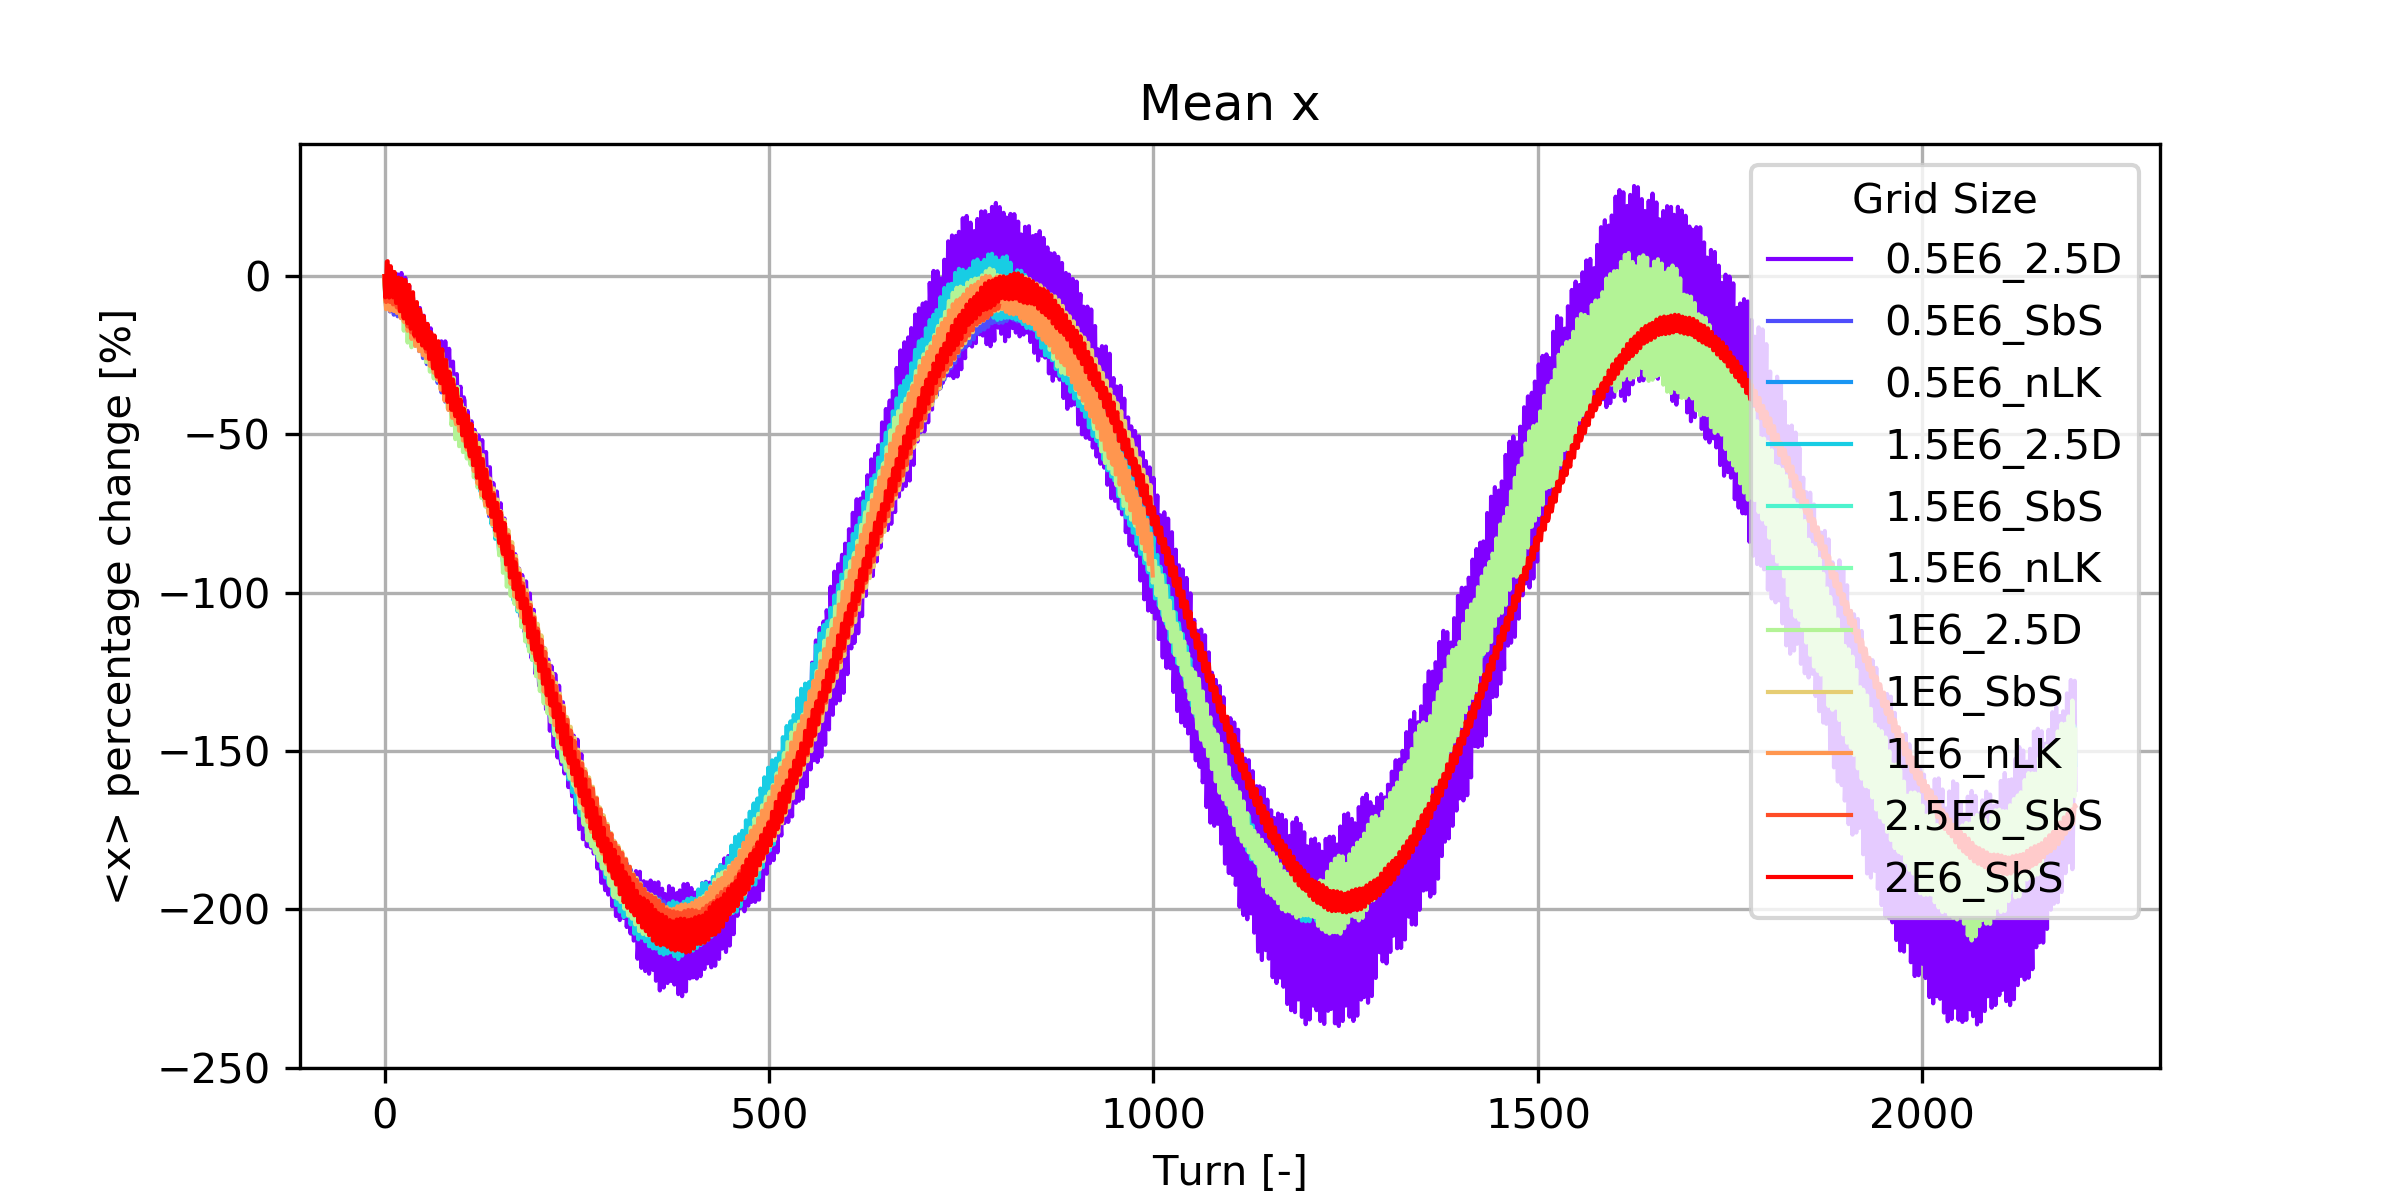 Mean x
<x> percentage change [%]
0
−50
−100
−150
−200
−250
0
500
1000
1500
2000
Turn [-]
Grid Size
0.5E6_2.5D
0.5E6_SbS
0.5E6_nLK
1.5E6_2.5D
1.5E6_SbS
1.5E6_nLK
1E6_2.5D
1E6_SbS
1E6_nLK
2.5E6_SbS
2E6_SbS